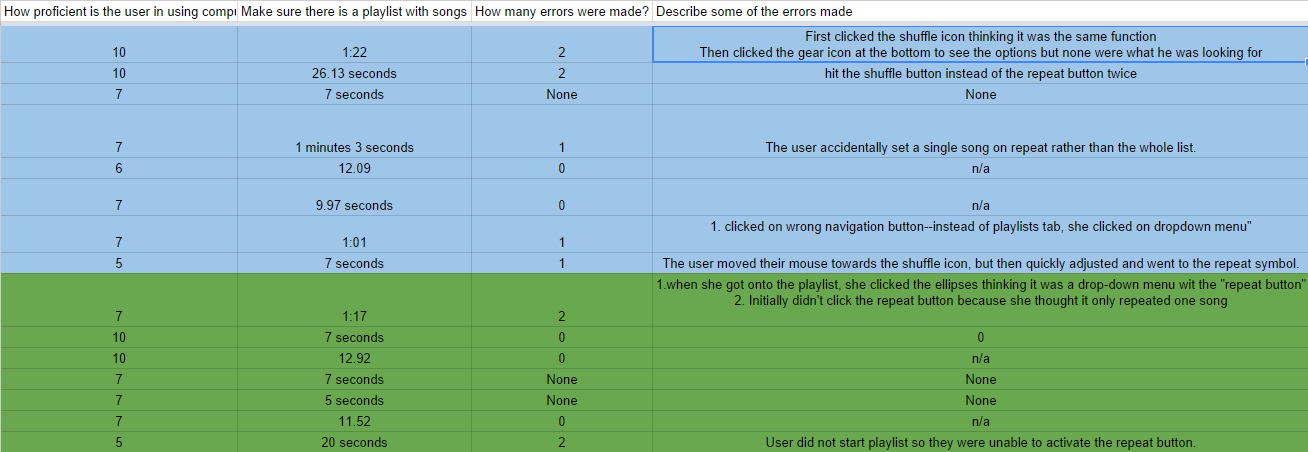 How proficient is the user in using compu Make sure there is a playlist with songs How many errors were made? Describe some of the errors made
First clicked the shuffle icon thinking it was the same function
10 1:22 2 Then clicked the gear icon at the bottom to see the options but none were what he was looking for
10 26.13 seconds 2 hit the shuffle button instead of the repeat button twice
7 7 seconds None None
7 1 minutes 3 seconds 1 The user accidentally set a single song on repeat rather than the whole list.
6 12.09 0 n/a
7 9.97 seconds 0 n/a
1. clicked on wrong navigation button--instead of playlists tab, she clicked on dropdown menu"
7 1:01 1
5 7 seconds 1 The user moved their mouse towards the shuffle icon, but then quickly adjusted and went to the repeat symbol.
1.when she got onto the playlist, she clicked the ellipses thinking it was a drop-down menu wit the "repeat button"
2. Initially didn't click the repeat button because she thought it only repeated one song
7 1:17 2
10 7 seconds 0 0
10 12.92 0 n/a
7 7 seconds None None
7 5 seconds None None
7 11.52 0 n/a
5 20 seconds 2 User did not start playlist so they were unable to activate the repeat button.